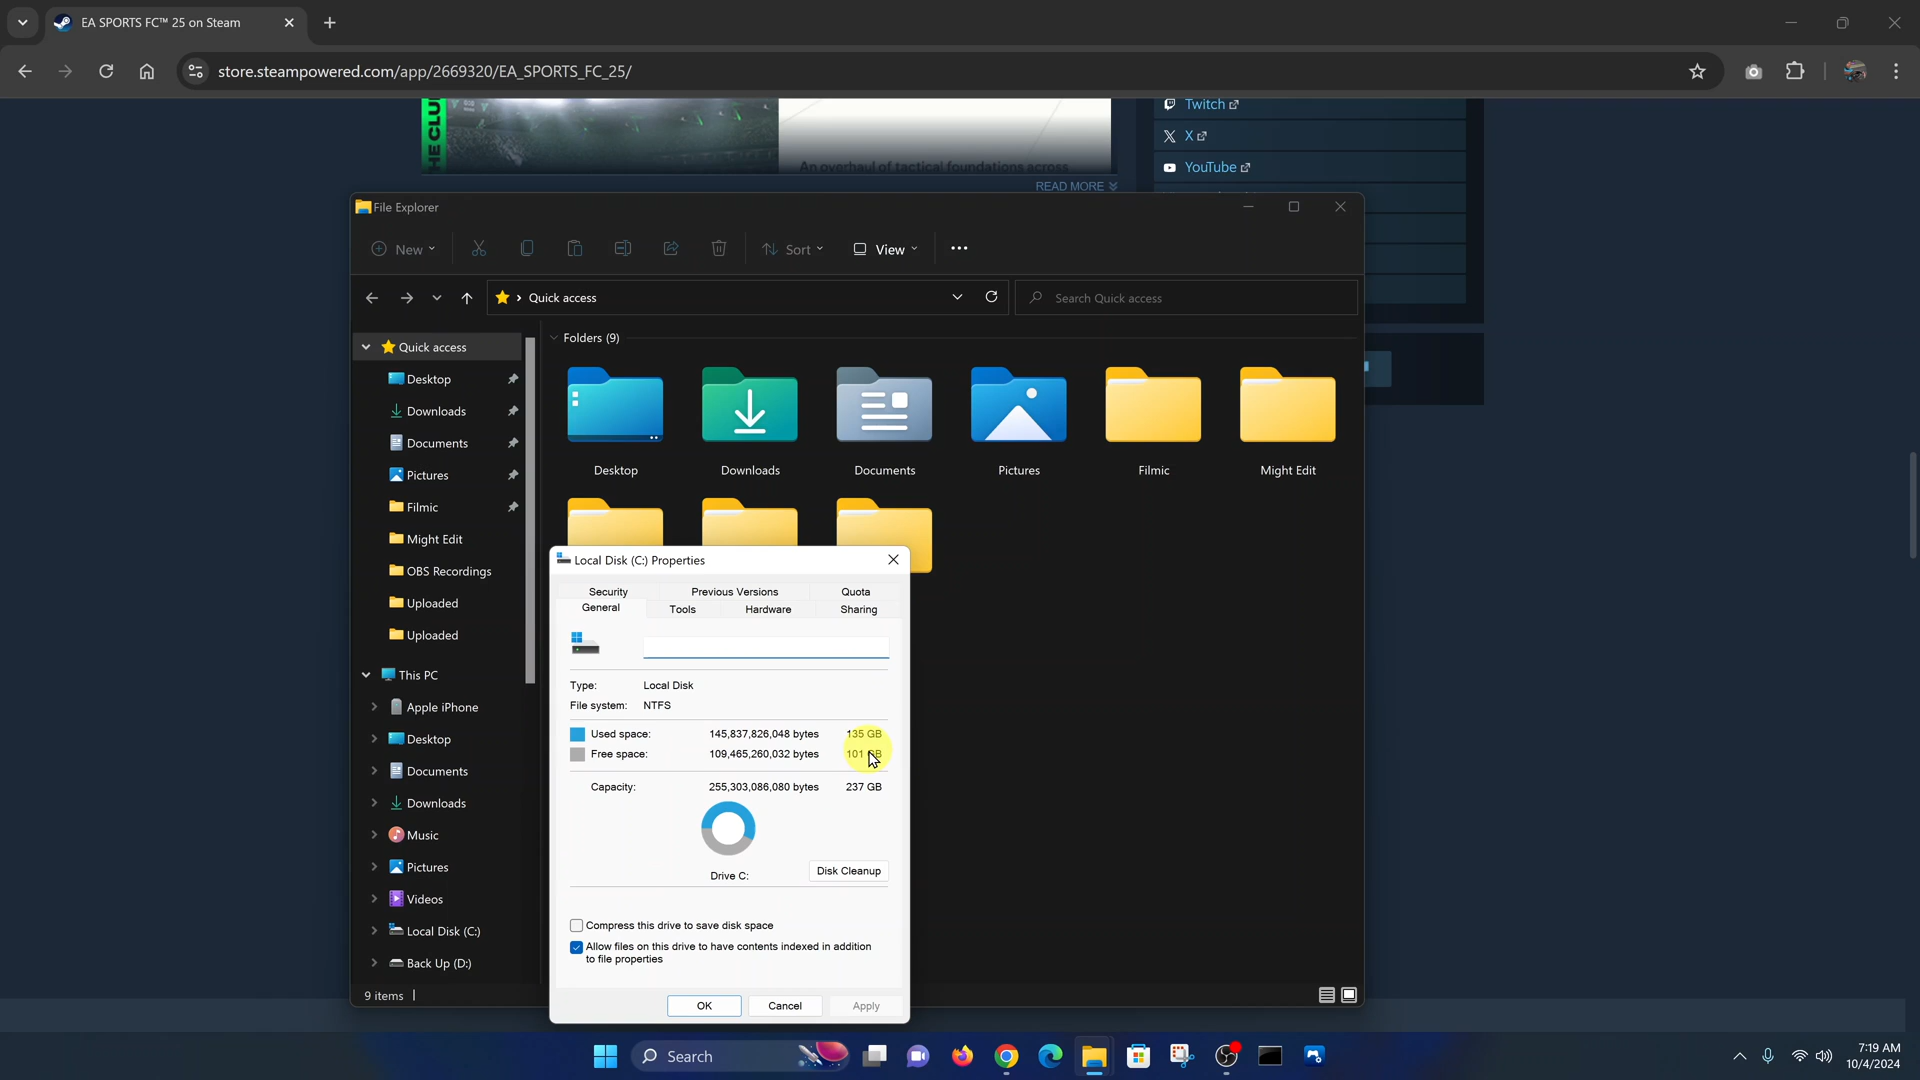 EA SPORTS FC™ 25 on Steam
store.steampowered.com/app/2669320/EA_SPORTS_FC_25/
THE CLU
An overhaul of tactical foundations across
READ MORE
Twitch
X
YouTube
File Explorer
New
Sort
View
Quick access
Search Quick access
Quick access
Desktop
Downloads
Documents
Pictures
Filmic
Might Edit
OBS Recordings
Uploaded
Uploaded
This PC
Apple iPhone
Desktop
Documents
Downloads
Music
Pictures
Videos
Local Disk (C:)
Back Up (D:)
Folders (9)
Desktop
Downloads
Documents
Pictures
Filmic
Might Edit
Local Disk (C:) Properties
Security Previous Versions Quota
General Tools Hardware Sharing
Type: Local Disk
File system: NTFS
Used space: 145,837,826,048 bytes 135 GB
Free space: 109,465,260,032 bytes 101 GB
Capacity: 255,303,086,080 bytes 237 GB
Drive C:
Disk Cleanup
Compress this drive to save disk space
Allow files on this drive to have contents indexed in addition
to file properties
OK Cancel Apply
9 items
Search
7:19 AM
10/4/2024